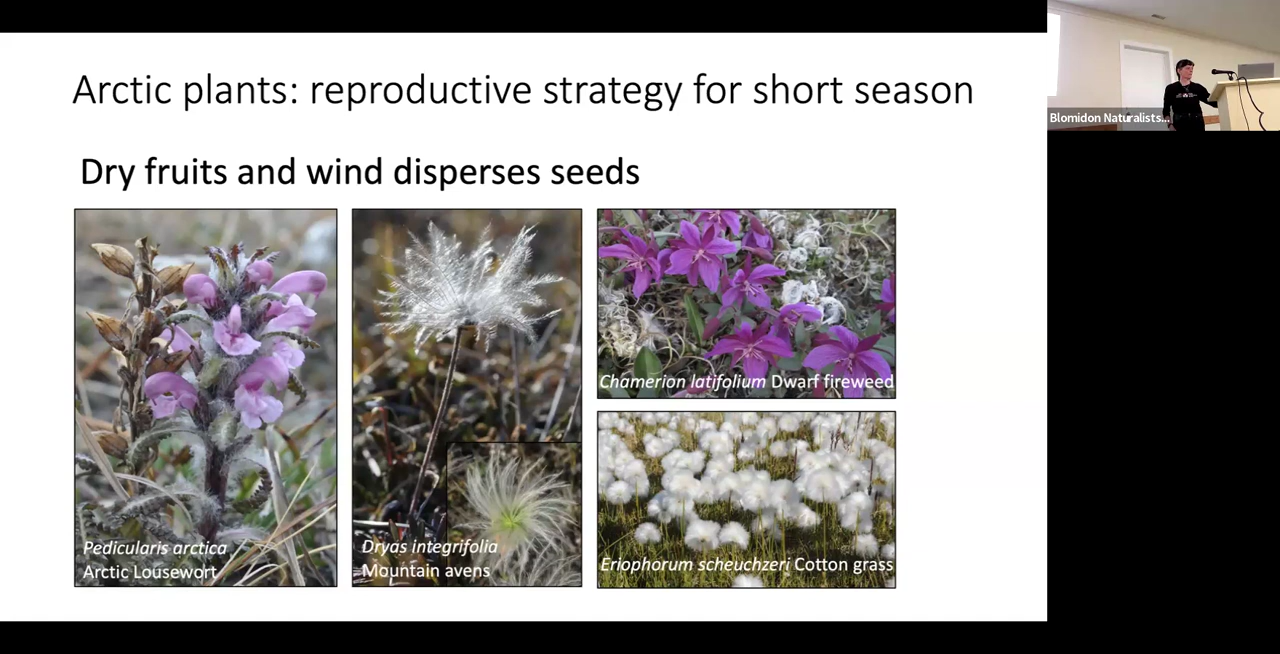 Arctic plants: reproductive strategy for short season
Dry fruits and wind disperses seeds
Pedicularis arctica
Arctic Lousewort
Dryas integrifolia
Mountain avens
Chamerion latifolium Dwarf fireweed
Eriophorum scheuchzeri Cotton grass
Blomidon Naturalists...